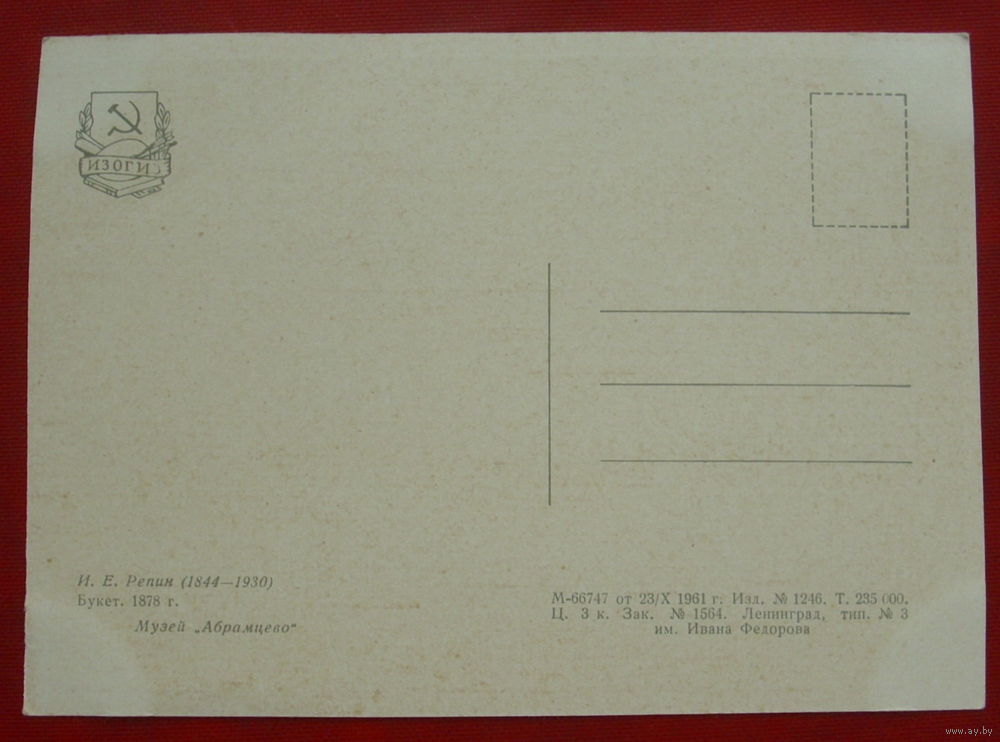 ИЗОГИЗ
И. Е. Репин (1844—1930)
Букет. 1878 г.
Музей „Абрамцево“
М-66747 от 23/X 1961 г. Изд. № 1246. Т. 235 000.
Ц. 3 к. Зак. № 1564. Ленинград, тип. № 3
им. Ивана Федорова
www.ay.by